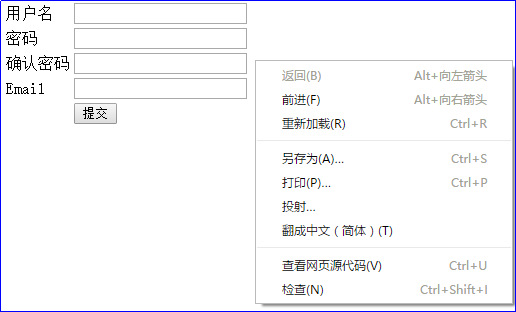 用户名
密码
确认密码
Email
提交
返回(B) Alt+向左箭头
前进(F) Alt+向右箭头
重新加载(R) Ctrl+R
另存为(A)... Ctrl+S
打印(P)... Ctrl+P
投射...
翻成中文（简体）(T)
查看网页源代码(V) Ctrl+U
检查(N) Ctrl+Shift+I